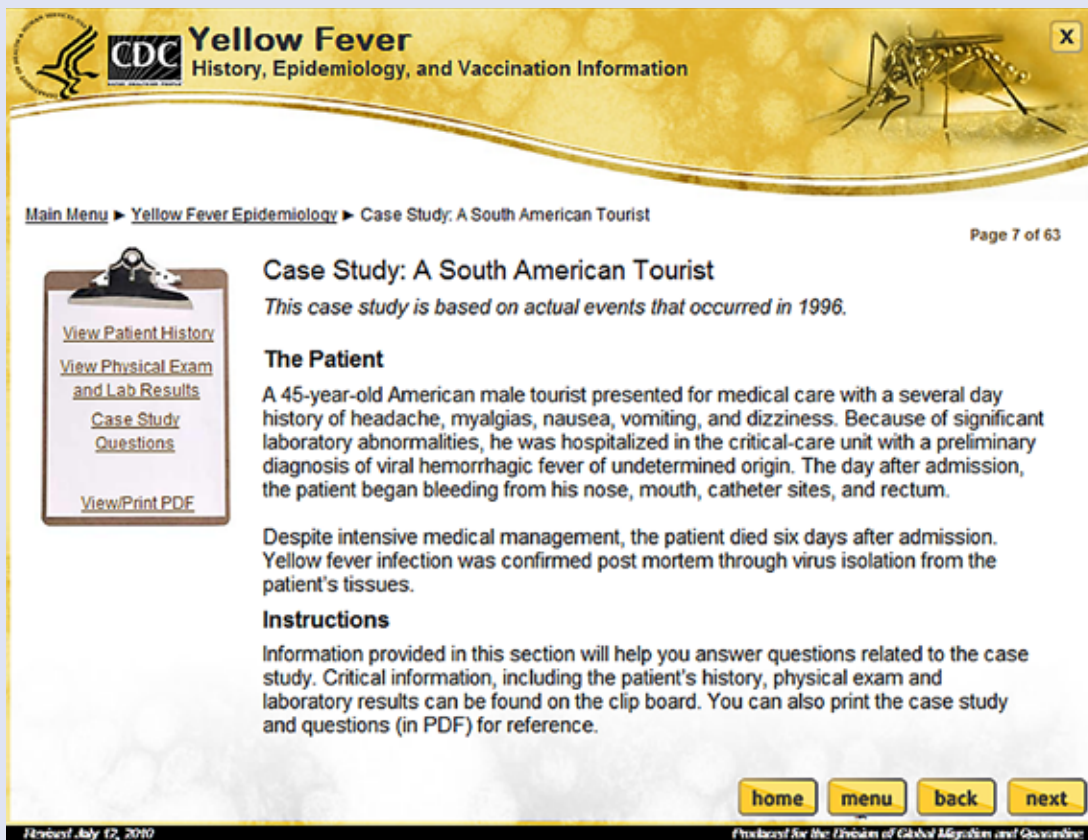 CDC
Yellow Fever
History, Epidemiology, and Vaccination Information
X
Main Menu ► Yellow Fever Epidemiology ► Case Study: A South American Tourist
Page 7 of 63
View Patient History
View Physical Exam
and Lab Results
Case Study
Questions
View/Print PDF
Case Study: A South American Tourist
This case study is based on actual events that occurred in 1996.
The Patient
A 45-year-old American male tourist presented for medical care with a several day
history of headache, myalgias, nausea, vomiting, and dizziness. Because of significant
laboratory abnormalities, he was hospitalized in the critical-care unit with a preliminary
diagnosis of viral hemorrhagic fever of undetermined origin. The day after admission,
the patient began bleeding from his nose, mouth, catheter sites, and rectum.
Despite intensive medical management, the patient died six days after admission.
Yellow fever infection was confirmed post mortem through virus isolation from the
patient's tissues.
Instructions
Information provided in this section will help you answer questions related to the case
study. Critical information, including the patient's history, physical exam and
laboratory results can be found on the clip board. You can also print the case study
and questions (in PDF) for reference.
home menu back next
Revised July 12, 2010
Produced for the Division of Global Migration and Quarantine